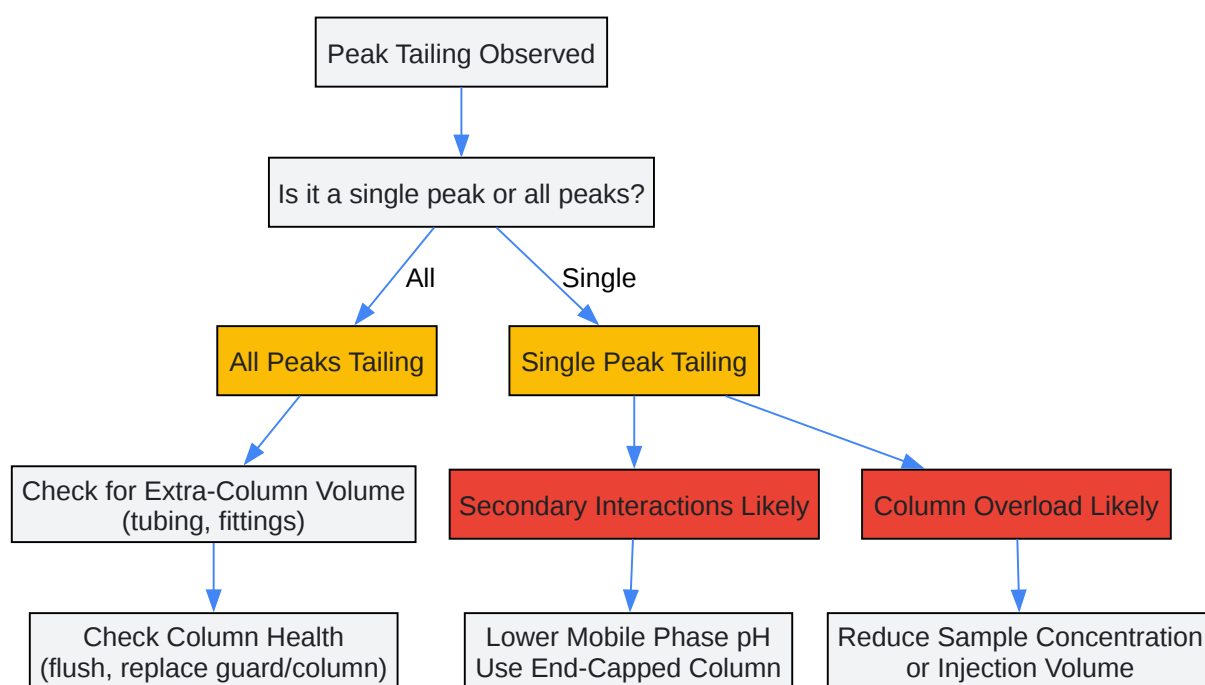 Peak Tailing Observed
Is it a single peak or all peaks?
All
Single
All Peaks Tailing
Single Peak Tailing
Check for Extra-Column Volume
(tubing, fittings)
Secondary Interactions Likely
Column Overload Likely
Check Column Health
(flush, replace guard/column)
Lower Mobile Phase pH
Use End-Capped Column
Reduce Sample Concentration
or Injection Volume